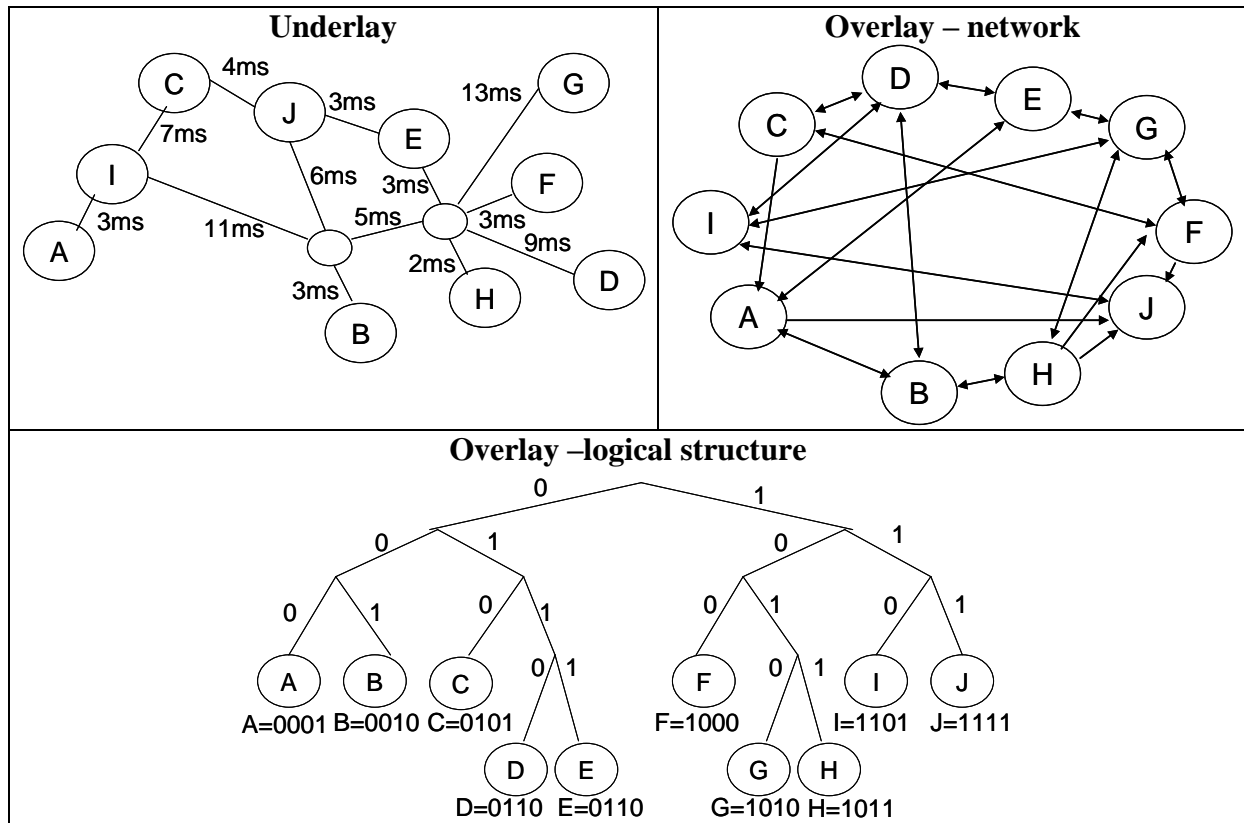 Underlay
C
4ms
J
3ms
E
13ms
G
7ms
I
3ms
A
6ms
11ms
3ms
5ms
F
3ms
9ms
2ms
H
D
3ms
B
Overlay – network
D
E
C
G
I
F
A
J
B
H
Overlay –logical structure
0 1
0 1 0 1
0 1 0 1 0 1 0 1
A B C 0 1 F 0 1 I J
A=0001 B=0010 C=0101 F=1000 I=1101 J=1111
D E G H
D=0110 E=0110 G=1010 H=1011